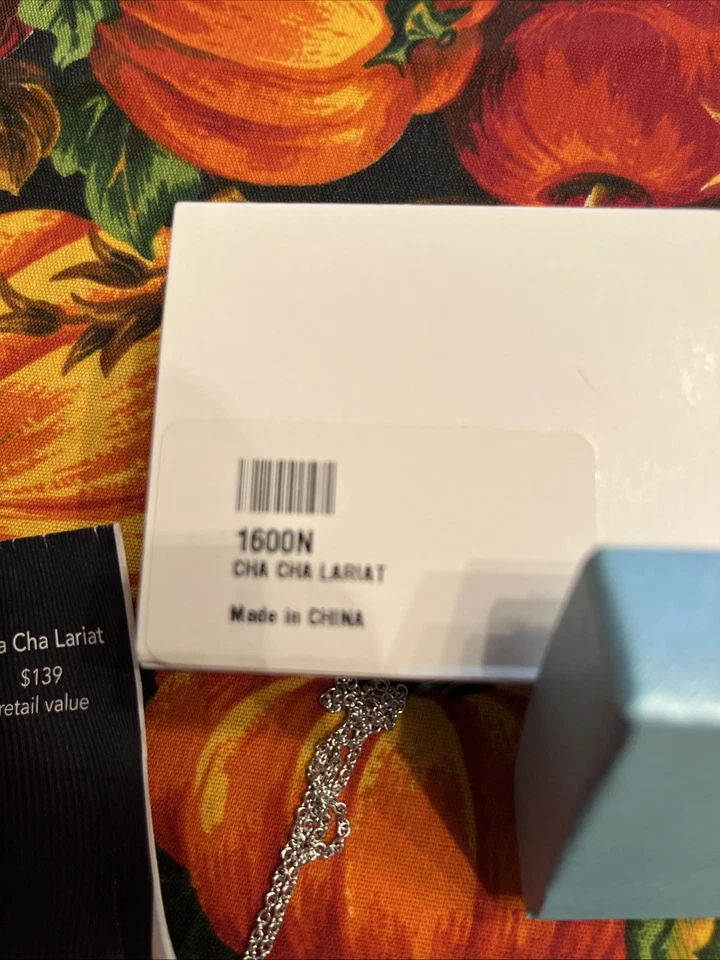 1600N
CHA CHA LARIAT
Made in CHINA
a Cha Lariat
$139
retail value